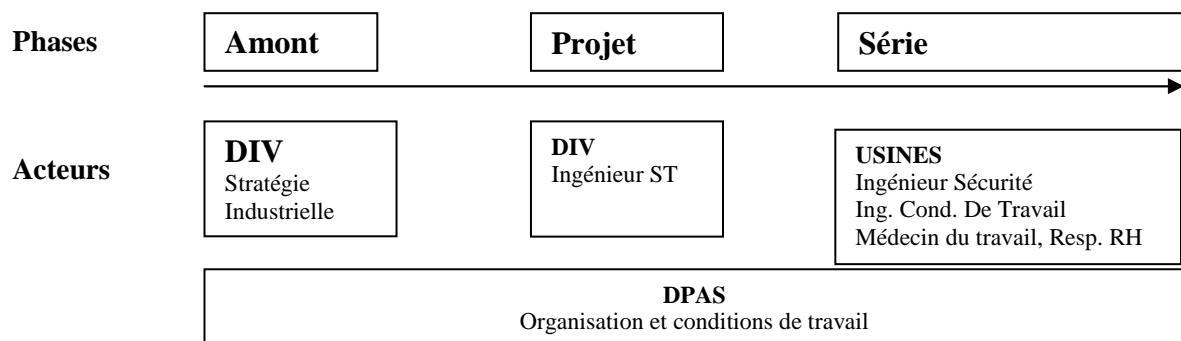 Phases
Amont
Projet
Série
Acteurs
DIV
Stratégie
Industrielle
DIV
Ingénieur ST
USINES
Ingénieur Sécurité
Ing. Cond. De Travail
Médecin du travail, Resp. RH
DPAS
Organisation et conditions de travail